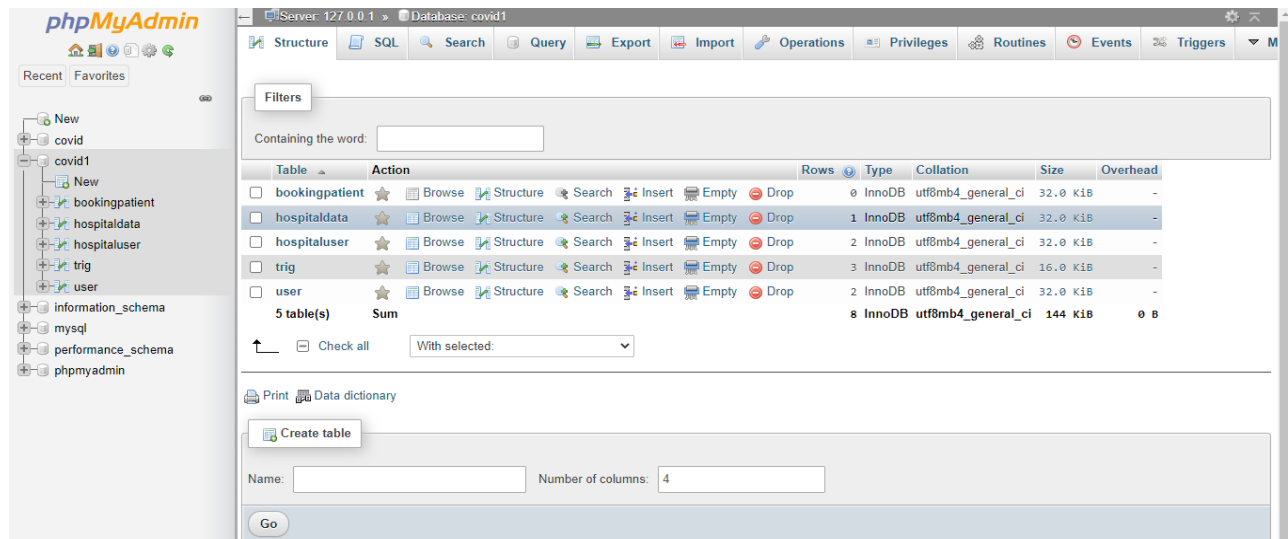 phpMyAdmin
Recent Favorites
New
covid
covid1
New
bookingpatient
hospitaldata
hospitaluser
trig
user
information_schema
mysql
performance_schema
phpmyadmin
Server: 127.0.0.1 » Database: covid1
Structure SQL Search Query Export Import Operations Privileges Routines Events Triggers M
Filters
Containing the word:
Table Action Rows Type Collation Size Overhead
bookingpatient Browse Structure Search Insert Empty Drop 0 InnoDB utf8mb4_general_ci 32.0 KiB -
hospitaldata Browse Structure Search Insert Empty Drop 1 InnoDB utf8mb4_general_ci 32.0 KiB -
hospitaluser Browse Structure Search Insert Empty Drop 2 InnoDB utf8mb4_general_ci 32.0 KiB -
trig Browse Structure Search Insert Empty Drop 3 InnoDB utf8mb4_general_ci 16.0 KiB -
user Browse Structure Search Insert Empty Drop 2 InnoDB utf8mb4_general_ci 32.0 KiB -
5 table(s) Sum 8 InnoDB utf8mb4_general_ci 144 KiB 0 B
Check all With selected:
Print Data dictionary
Create table
Name: Number of columns: 4
Go